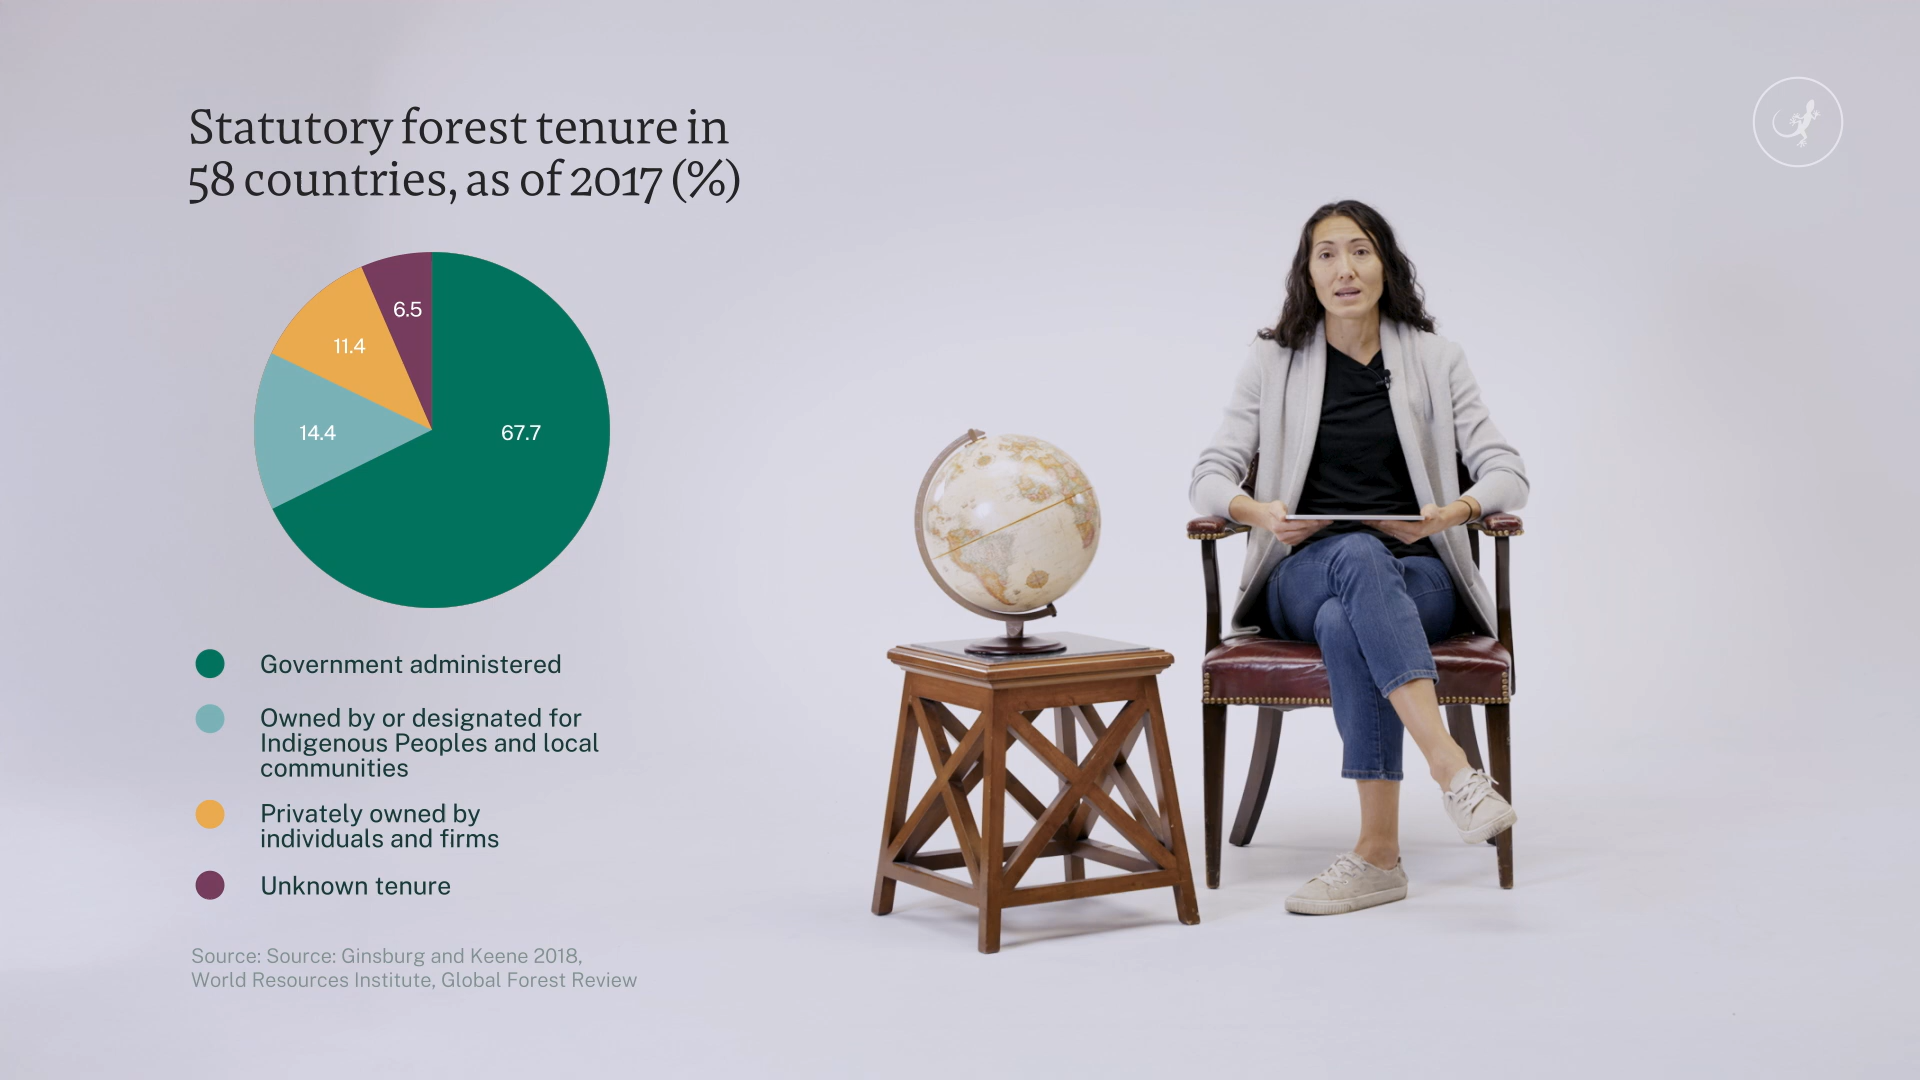 Statutory forest tenure in
58 countries, as of 2017 (%)
6.5
11.4
14.4
67.7
Government administered
Owned by or designated for
Indigenous Peoples and local
communities
Privately owned by
individuals and firms
Unknown tenure
Source: Source: Ginsburg and Keene 2018,
World Resources Institute, Global Forest Review